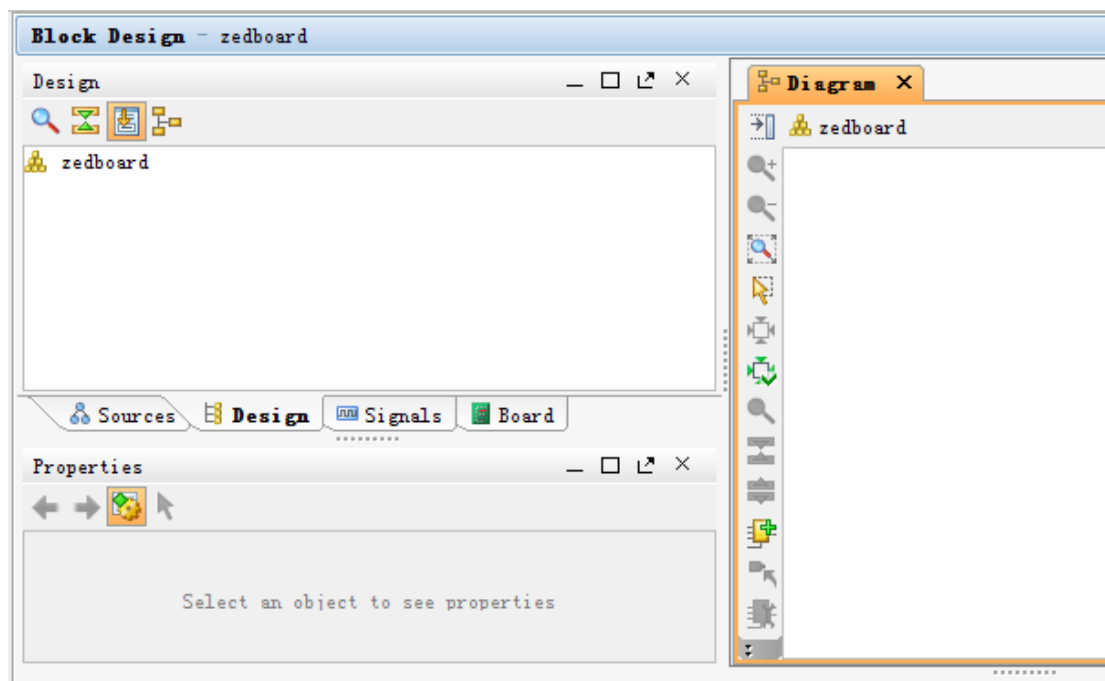 Block Design - zedboard
Design
zedboard
Sources
Design
Signals
Board
Properties
Select an object to see properties
Diagram
zedboard